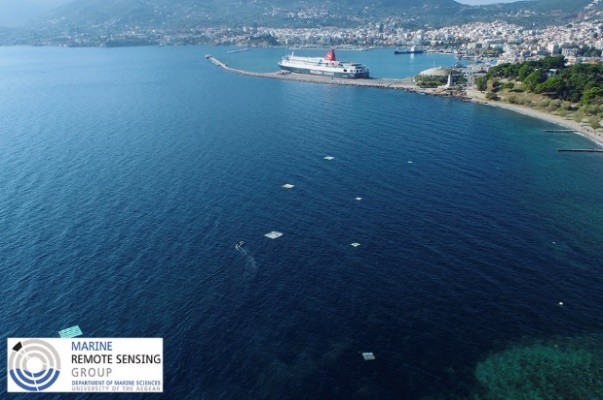 MARINE
REMOTE SENSING
GROUP
DEPARTMENT OF MARINE SCIENCES
UNIVERSITY OF THE AEGEAN